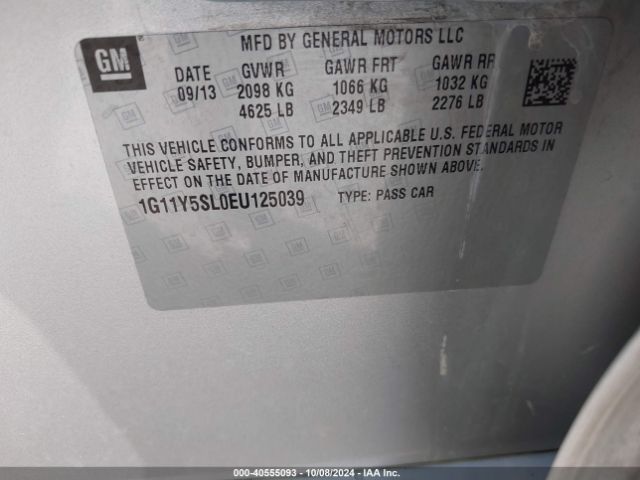 GM
MFD BY GENERAL MOTORS LLC
DATE GVWR GAWR FRT GAWR RR
09/13 2098 KG 1066 KG 1032 KG
4625 LB 2349 LB 2276 LB
THIS VEHICLE CONFORMS TO ALL APPLICABLE U.S. FEDERAL MOTOR
VEHICLE SAFETY, BUMPER, AND THEFT PREVENTION STANDARDS IN
EFFECT ON THE DATE OF MANUFACTURE SHOWN ABOVE.
1G11Y5SL0EU125039 TYPE: PASS CAR
000-40555093 - 10/08/2024 - IAA Inc.